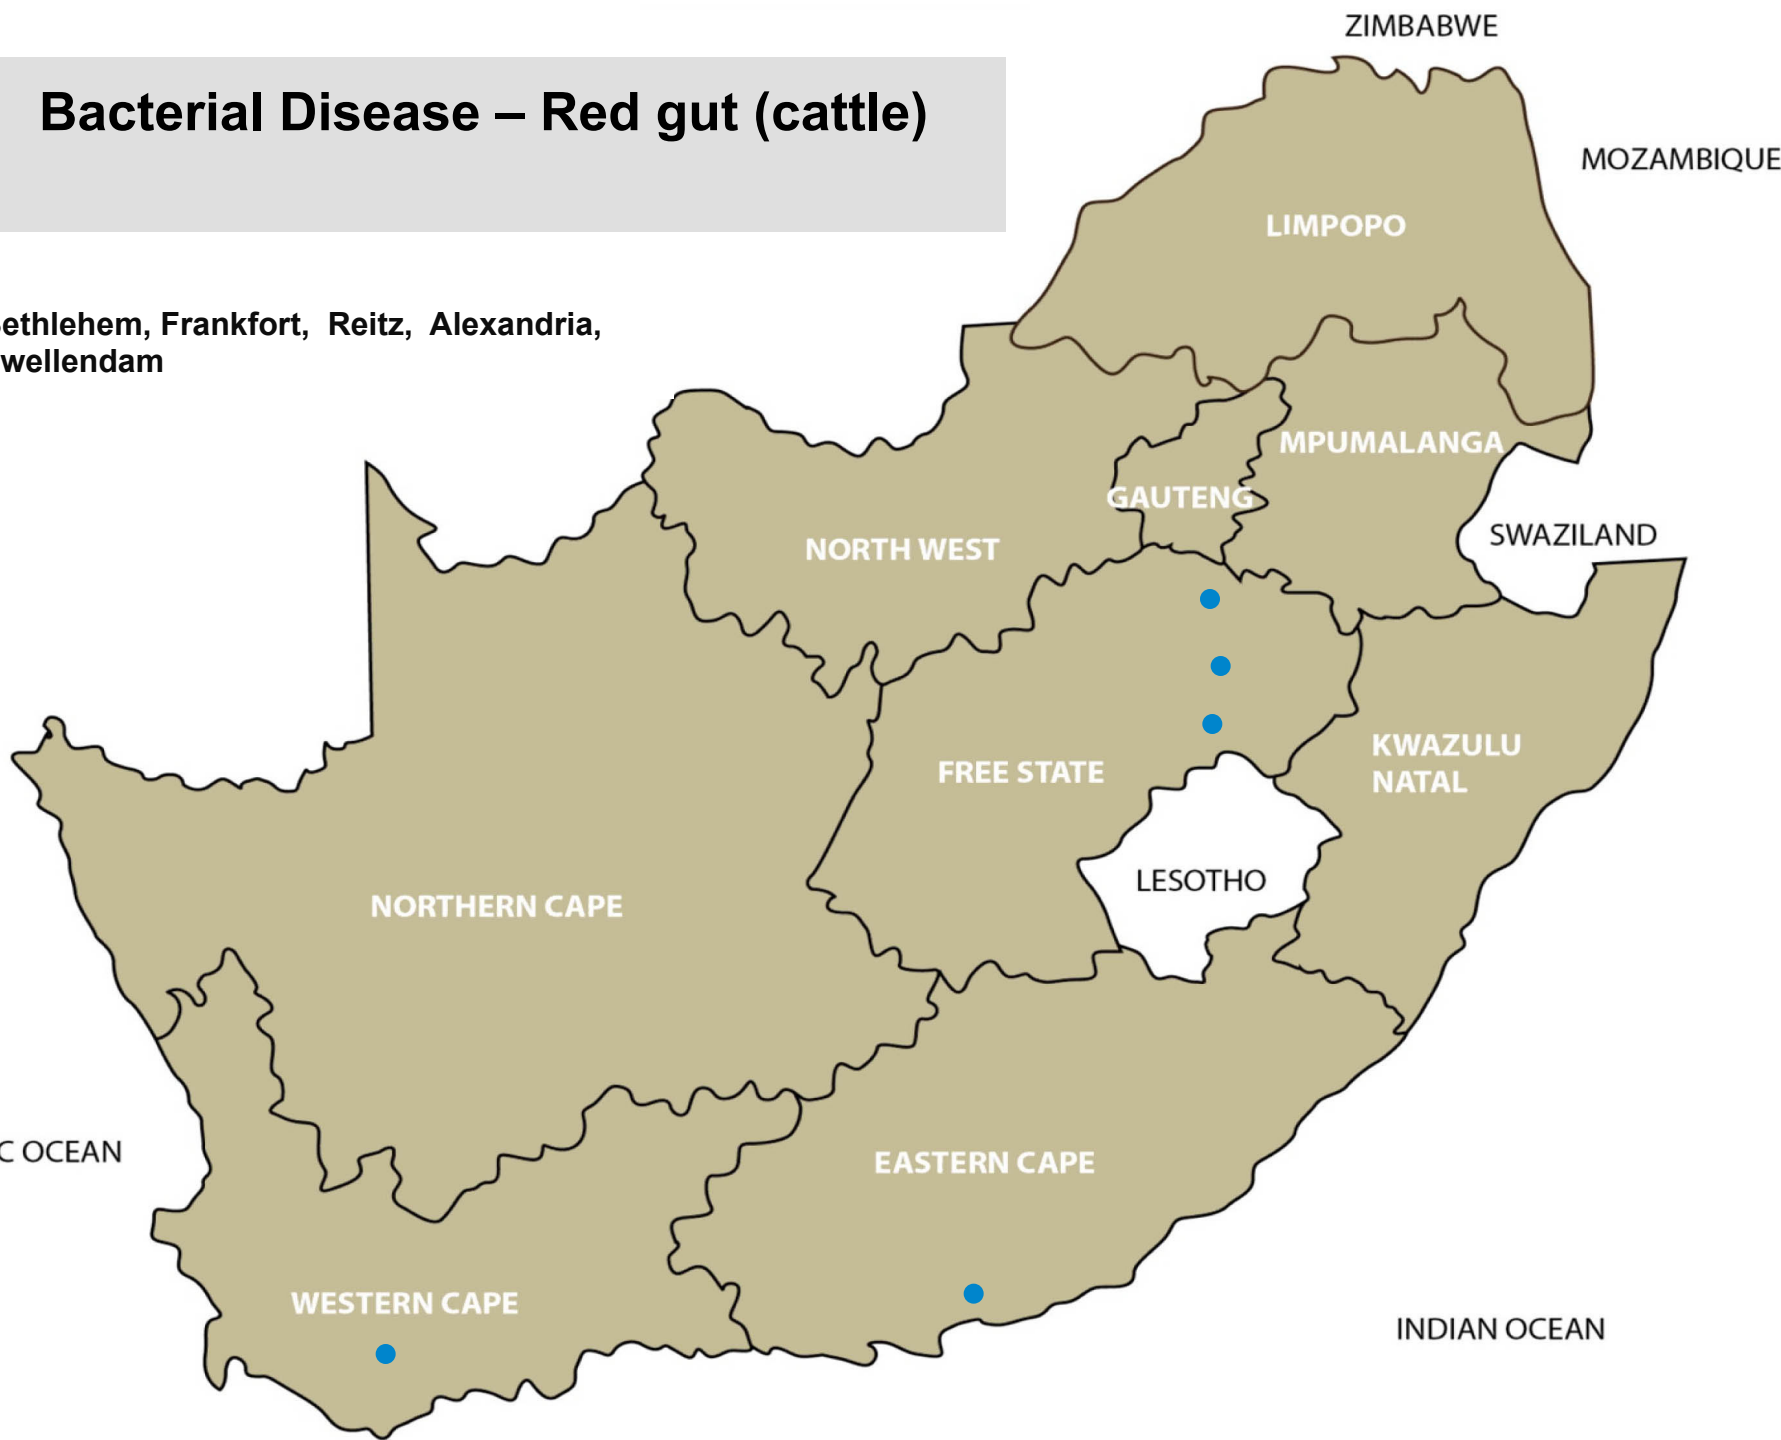 ZIMBABWE
Bacterial Disease – Red gut (cattle)
MOZAMBIQUE
LIMPOPO
ethlehem, Frankfort, Reitz, Alexandria,
wellendam
MPUMALANGA
GAUTENG
SWAZILAND
NORTH WEST
KWAZULU
NATAL
FREE STATE
LESOTHO
NORTHERN CAPE
C OCEAN
EASTERN CAPE
WESTERN CAPE
INDIAN OCEAN